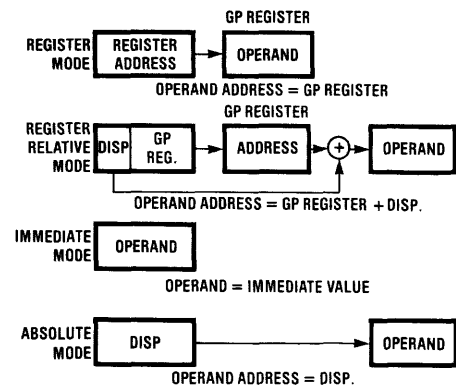 GP REGISTER
REGISTER MODE
REGISTER ADDRESS
OPERAND
OPERAND ADDRESS = GP REGISTER
GP REGISTER
REGISTER RELATIVE MODE
DISP
GP REG.
ADDRESS
+
OPERAND
OPERAND ADDRESS = GP REGISTER + DISP.
IMMEDIATE MODE
OPERAND
OPERAND = IMMEDIATE VALUE
ABSOLUTE MODE
DISP
OPERAND
OPERAND ADDRESS = DISP.